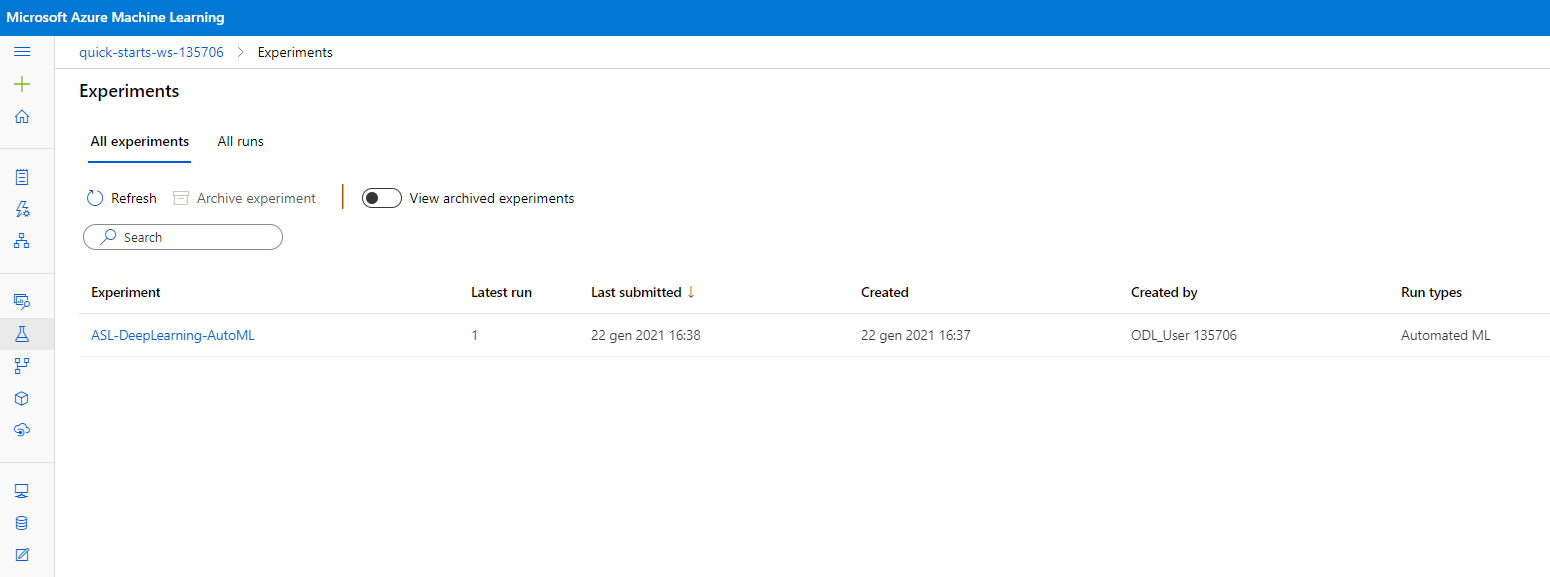 Microsoft Azure Machine Learning
quick-starts-ws-135706 > Experiments
Experiments
All experiments All runs
Refresh Archive experiment View archived experiments
Search
Experiment Latest run Last submitted ↓ Created Created by Run types
ASL-DeepLearning-AutoML 1 22 gen 2021 16:38 22 gen 2021 16:37 ODL_User 135706 Automated ML